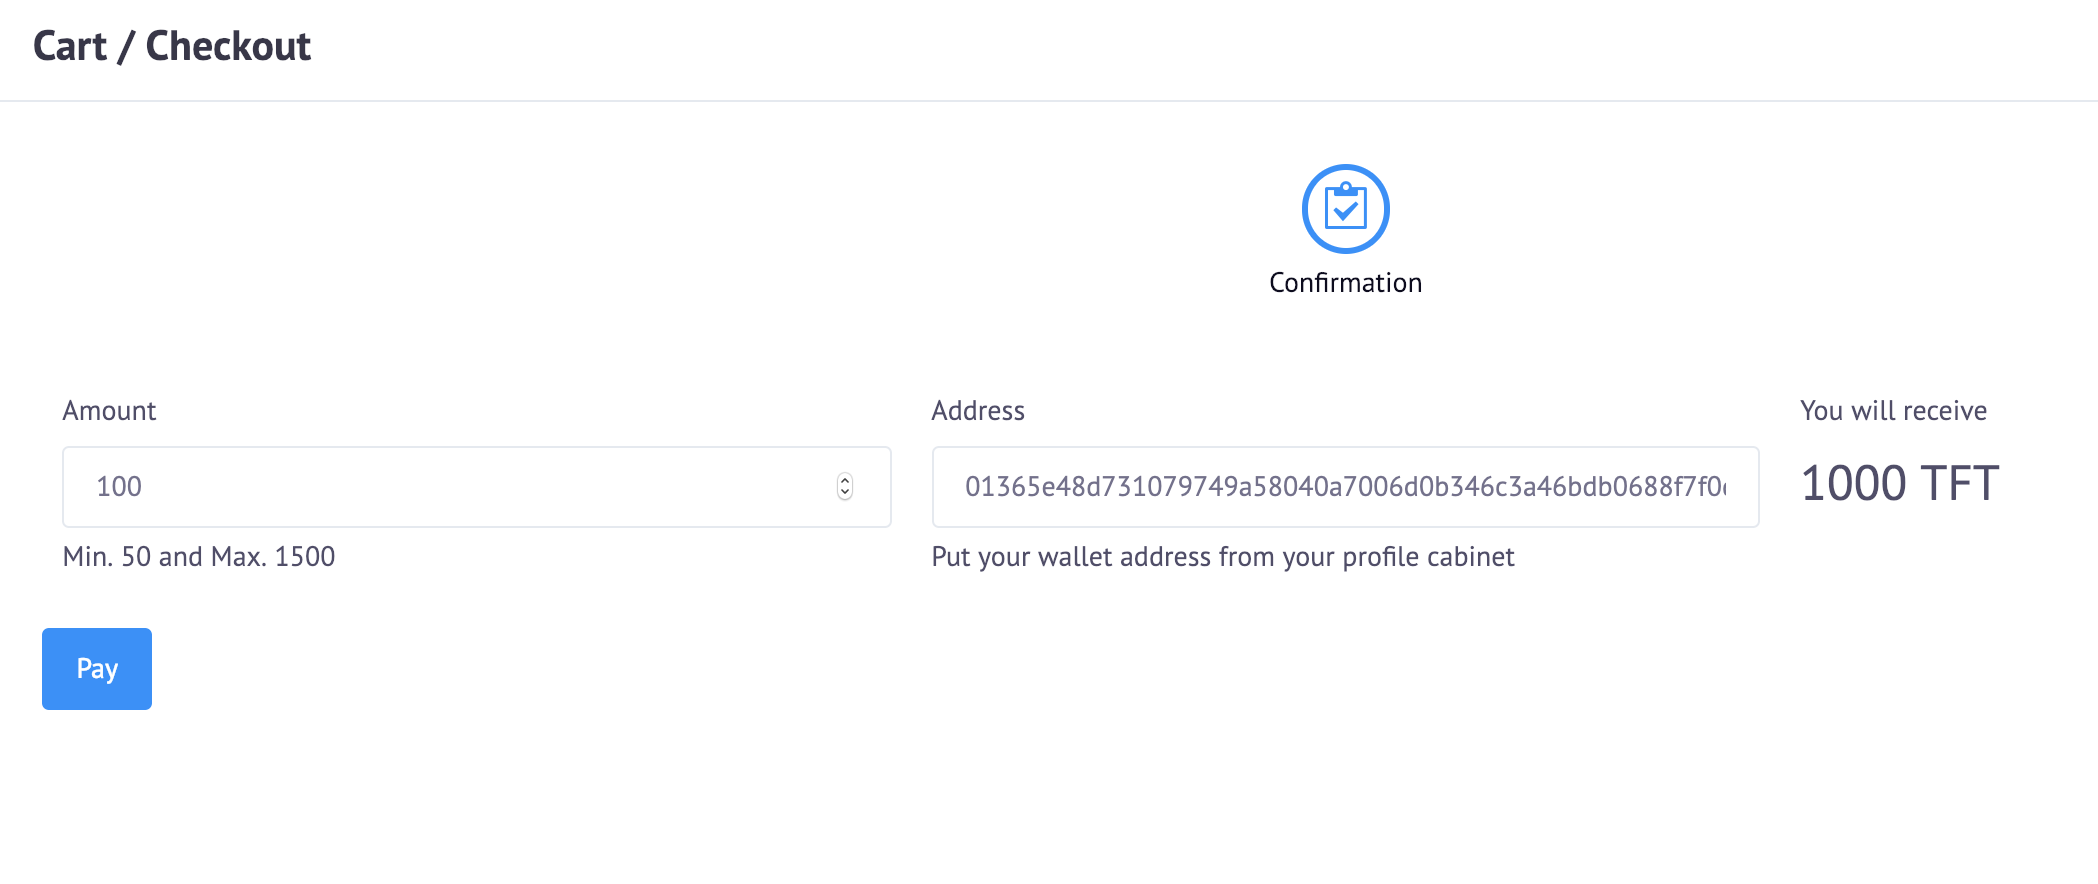 Cart / Checkout
Confirmation
Amount
Address
You will receive
100
01365e48d731079749a58040a7006d0b346c3a46bdb0688f7f0
1000 TFT
Min. 50 and Max. 1500
Put your wallet address from your profile cabinet
Pay